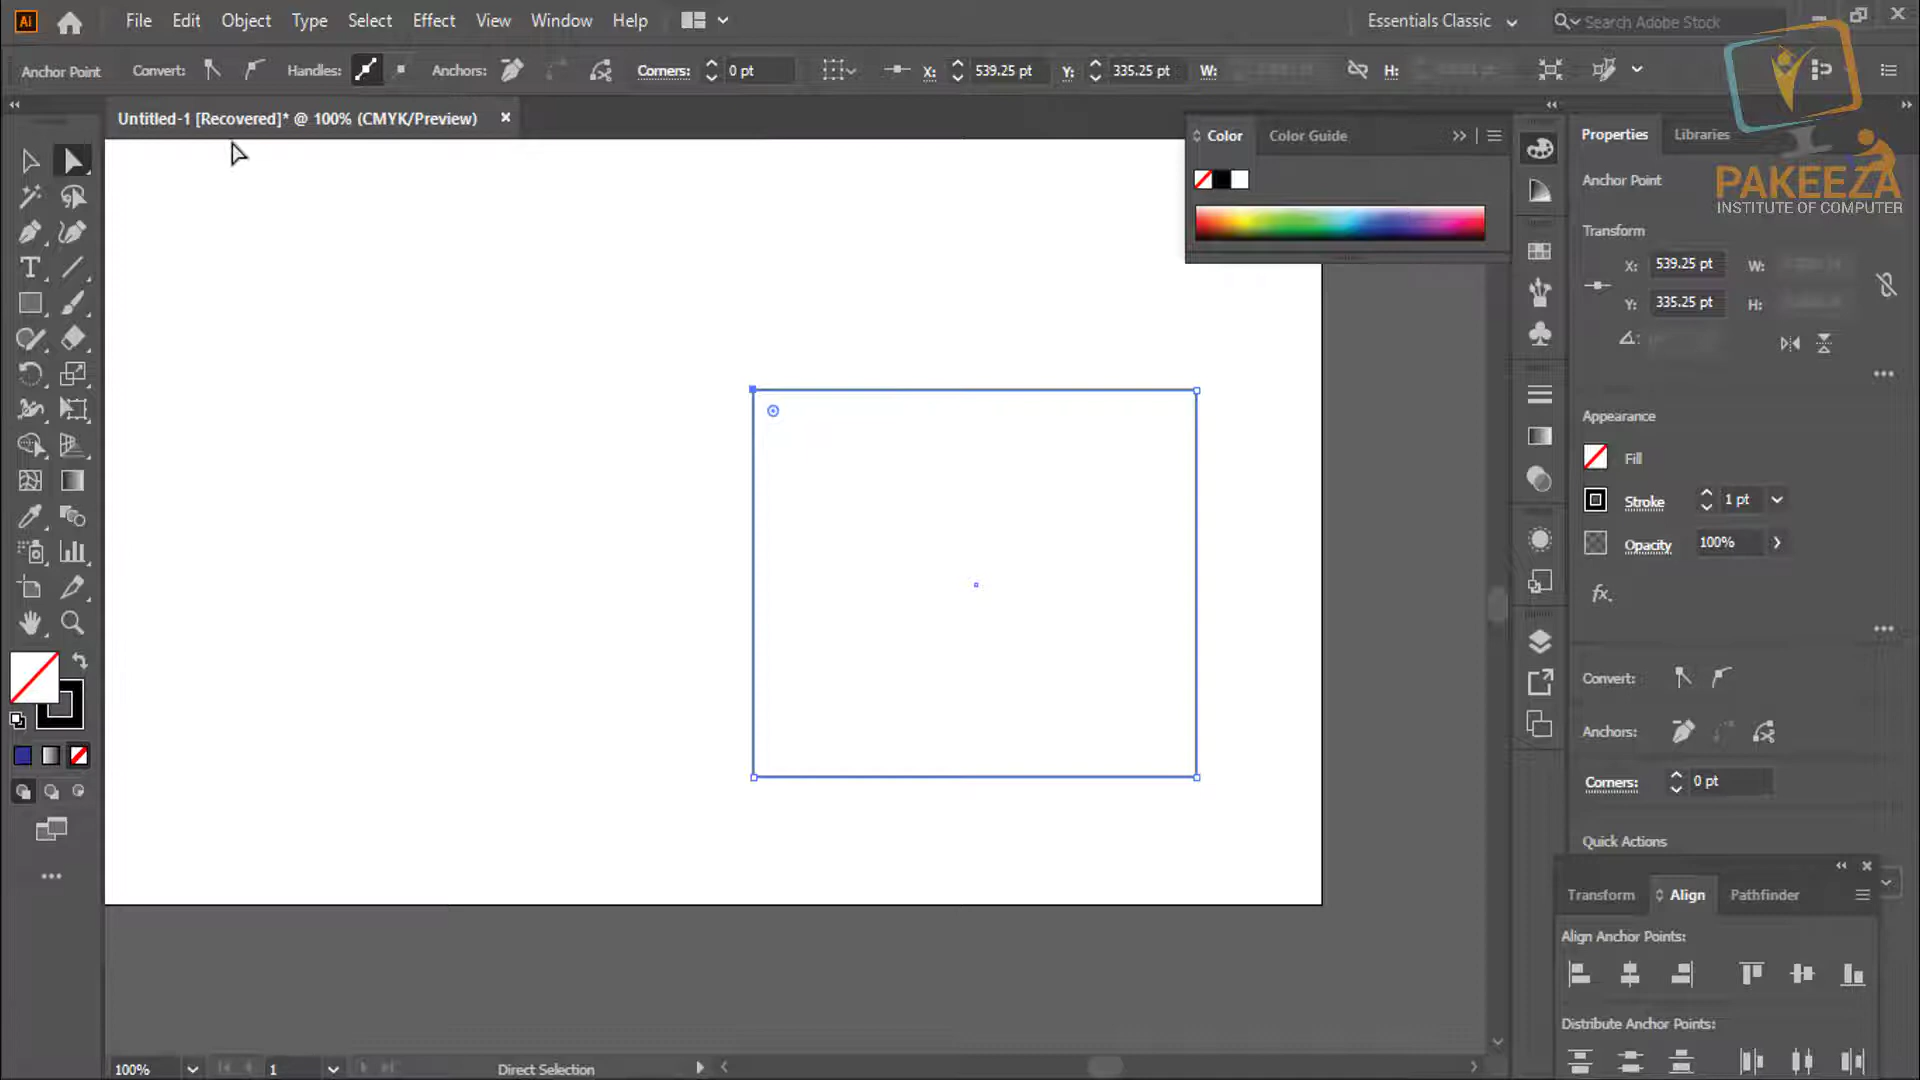 Ai File Edit Object Type Select Effect View Window Help Essentials Classic Search Adobe Stock
Anchor Point Convert: Handles: Anchors: Corners: 0 pt X: 539.25 pt Y: 335.25 pt W: H:
Untitled-1 [Recovered]* @ 100% (CMYK/Preview)
Color Color Guide
Properties Libraries
PAKEEZA
INSTITUTE OF COMPUTER
Anchor Point
Transform
X: 539.25 pt W:
Y: 335.25 pt H:
Appearance
Fill
Stroke 1 pt
Opacity 100%
fx.
Convert:
Anchors:
Corners: 0 pt
Quick Actions
Transform Align Pathfinder
Align Anchor Points:
Distribute Anchor Points:
100% 1 Direct Selection